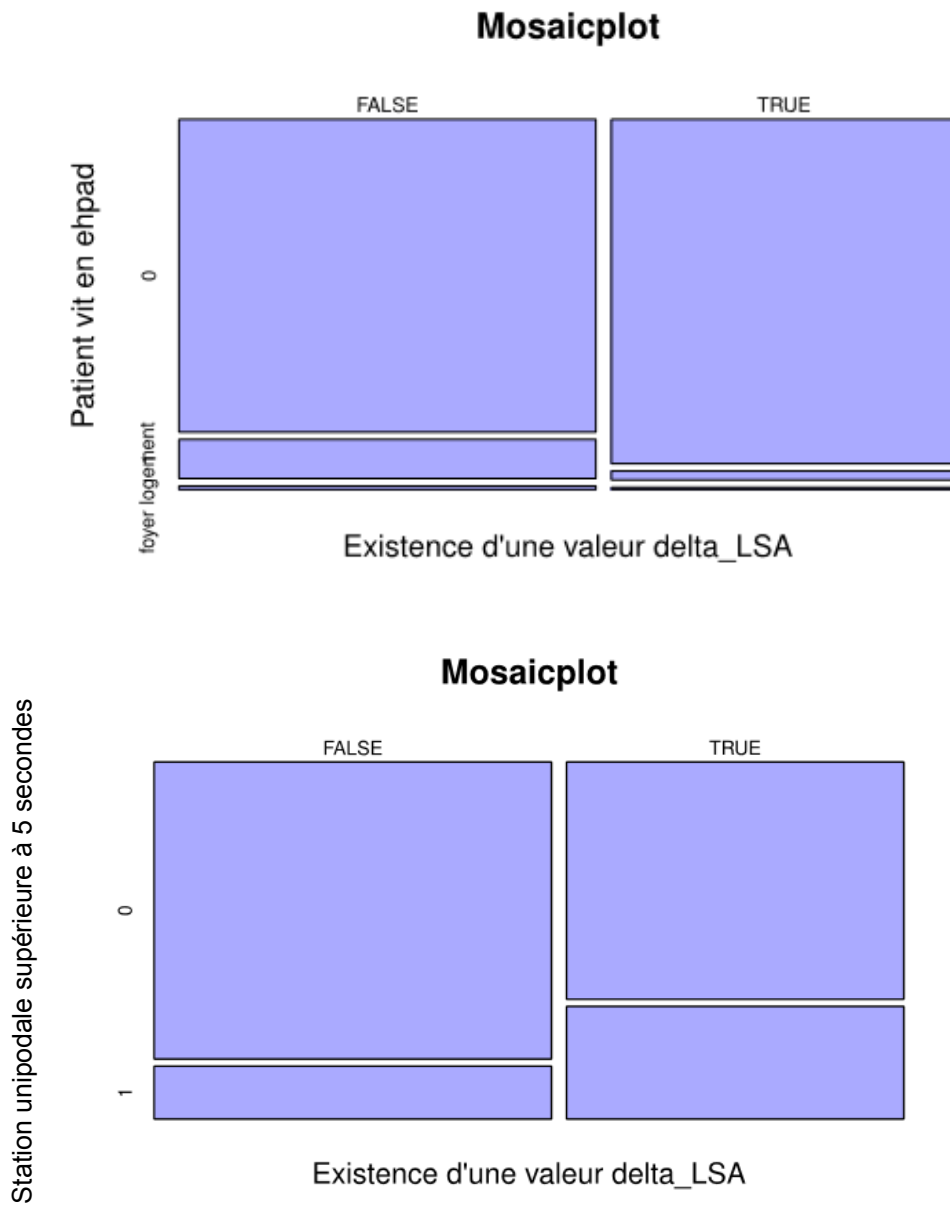 Mosaicplot
FALSE
TRUE
Patient vit en ehpad
0
foyer logement
Existence d'une valeur delta_LSA
Mosaicplot
FALSE
TRUE
Station unipodale supérieure à 5 secondes
0
1
Existence d'une valeur delta_LSA